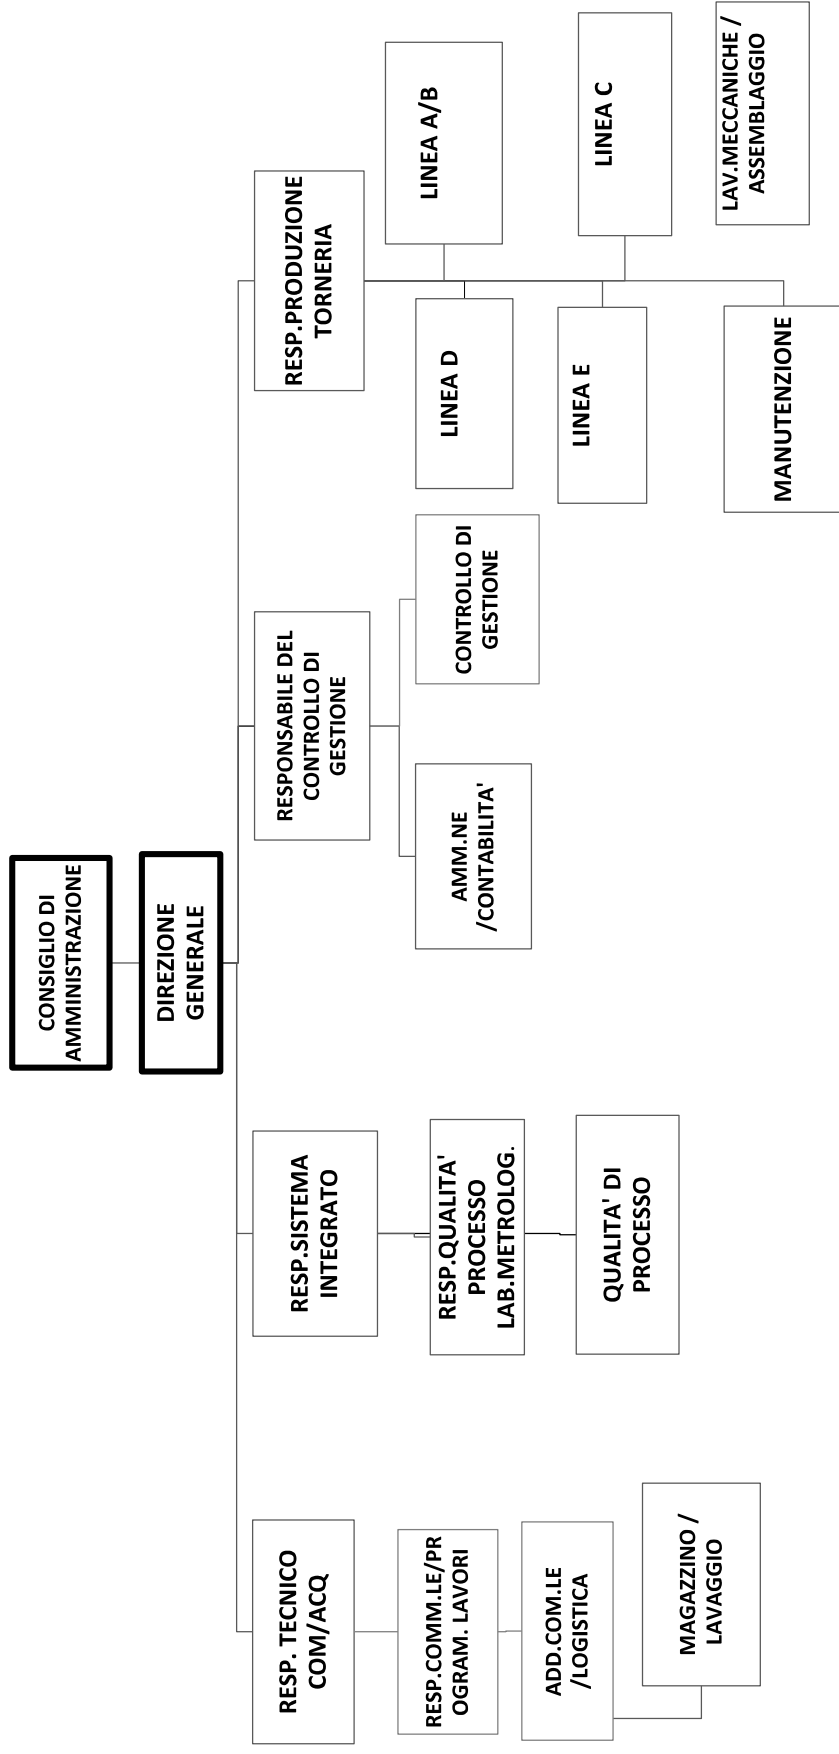 CONSIGLIO DI
AMMINISTRAZIONE
DIREZIONE
GENERALE
RESP. TECNICO
COM/ACQ
RESP.SISTEMA
INTEGRATO
RESPONSABILE DEL
CONTROLLO DI
GESTIONE
RESP.PRODUZIONE
TORNERIA
RESP.COMM.LE/PR
OGRAM. LAVORI
RESP.QUALITA'
PROCESSO
LAB.METROLOG.
AMM.NE
/CONTABILITA'
CONTROLLO DI
GESTIONE
LINEA D
LINEA A/B
ADD.COM.LE
/LOGISTICA
QUALITA' DI
PROCESSO
LINEA E
LINEA C
MAGAZZINO /
LAVAGGIO
MANUTENZIONE
LAV.MECCANICHE /
ASSEMBLAGGIO